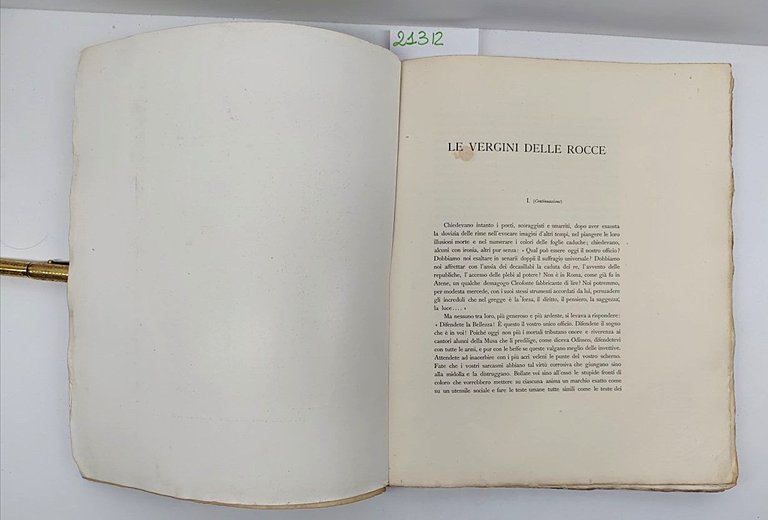 21312
LE VERGINI DELLE ROCCE
I. (Continuazione)
Chiedevano intanto i poeti, scoraggiati e smarriti, dopo aver esausta
la dovizia delle rime nell'evocare imagini d'altri tempi, nel piangere le loro
illusioni morte e nel numerare i colori delle foglie caduche; chiedevano,
alcuni con ironia, altri pur senza: « Qual può essere oggi il nostro officio?
Dobbiamo noi esaltare in senarii doppii il suffragio universale? Dobbiamo
noi affrettar con l'ansia dei decasillabi la caduta dei re, l'avvento delle
republiche, l'accesso delle plebi al potere? Non è in Roma, come già fu in
Atene, un qualche demagogo Cleofonte fabbricante di lire? Noi potremmo,
per modesta mercede, con i suoi stessi strumenti accordati da lui, persuadere
gli increduli che nel gregge è la forza, il diritto, il pensiero, la saggezza,
la luce.... »
Ma nessuno tra loro, più generoso e più ardente, si levava a rispondere:
« Difendete la Bellezza! È questo il vostro unico officio. Difendete il sogno
che è in voi! Poiché oggi non più i mortali tributano onore e riverenza ai
cantori alunni della Musa che li predilige, come diceva Odisseo, difendetevi
con tutte le armi, e pur con le beffe se queste valgano meglio delle invettive.
Attendete ad inacerbire con i più acri veleni le punte del vostro scherno.
Fate che i vostri sarcasmi abbiano tal virtù corrosiva che giungano sino
alla midolla e la distruggano. Bollate voi sino all'osso le stupide fronti di
coloro che vorrebbero mettere su ciascuna anima un marchio esatto come
su un utensile sociale e fare le teste umane tutte simili come le teste dei